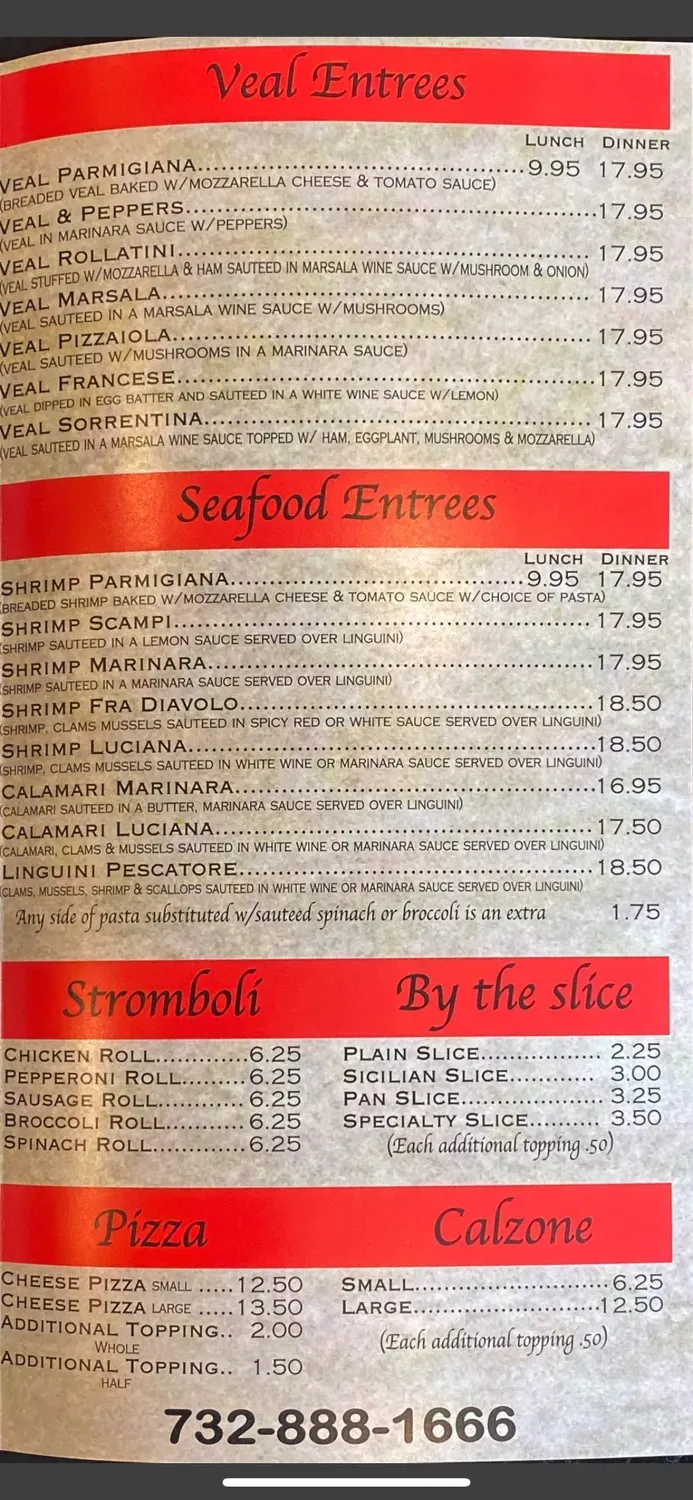 Veal Entrees
LUNCH DINNER
VEAL PARMIGIANA........................................9.95 17.95
(BREADED VEAL BAKED W/MOZZARELLA CHEESE & TOMATO SAUCE)
VEAL & PEPPERS........................................17.95
(VEAL IN MARINARA SAUCE W/PEPPERS)
VEAL ROLLATINI........................................ 17.95
(VEAL STUFFED W/MOZZARELLA & HAM SAUTEED IN MARSALA WINE SAUCE W/MUSHROOM & ONION)
VEAL MARSALA........................................ 17.95
(VEAL SAUTEED IN A MARSALA WINE SAUCE W/MUSHROOMS)
VEAL PIZZAIOLA........................................ 17.95
(VEAL SAUTEED W/MUSHROOMS IN A MARINARA SAUCE)
VEAL FRANCESE........................................17.95
(VEAL DIPPED IN EGG BATTER AND SAUTEED IN A WHITE WINE SAUCE W/LEMON)
VEAL SORRENTINA........................................ 17.95
(VEAL SAUTEED IN A MARSALA WINE SAUCE TOPPED W/ HAM, EGGPLANT, MUSHROOMS & MOZZARELLA)
Seafood Entrees
LUNCH DINNER
SHRIMP PARMIGIANA........................................9.95 17.95
(BREADED SHRIMP BAKED W/MOZZARELLA CHEESE & TOMATO SAUCE W/CHOICE OF PASTA)
SHRIMP SCAMPI........................................17.95
(SHRIMP SAUTEED IN A LEMON SAUCE SERVED OVER LINGUINI)
SHRIMP MARINARA........................................17.95
(SHRIMP SAUTEED IN A MARINARA SAUCE SERVED OVER LINGUINI)
SHRIMP FRA DIAVOLO........................................18.50
(SHRIMP, CLAMS MUSSELS SAUTEED IN SPICY RED OR WHITE SAUCE SERVED OVER LINGUINI)
SHRIMP LUCIANA........................................18.50
(SHRIMP, CLAMS MUSSELS SAUTEED IN WHITE WINE OR MARINARA SAUCE SERVED OVER LINGUINI)
CALAMARI MARINARA........................................16.95
(CALAMARI SAUTEED IN A BUTTER, MARINARA SAUCE SERVED OVER LINGUINI)
CALAMARI LUCIANA........................................ 17.50
(CALAMARI, CLAMS & MUSSELS SAUTEED IN WHITE WINE OR MARINARA SAUCE SERVED OVER LINGUINI)
LINGUINI PESCATORE........................................ 18.50
(CLAMS, MUSSELS, SHRIMP & SCALLOPS SAUTEED IN WHITE WINE OR MARINARA SAUCE SERVED OVER LINGUINI)
Any side of pasta substituted w/sauteed spinach or broccoli is an extra 1.75
Stromboli
CHICKEN ROLL.............6.25
PEPPERONI ROLL.........6.25
SAUSAGE ROLL............ 6.25
BROCCOLI ROLL........... 6.25
SPINACH ROLL.............6.25
By the slice
PLAIN SLICE................. 2.25
SICILIAN SLICE............ 3.00
PAN SLICE.................... 3.25
SPECIALTY SLICE.......... 3.50
(Each additional topping .50)
Pizza
CHEESE PIZZA SMALL .....12.50
CHEESE PIZZA LARGE .....13.50
ADDITIONAL TOPPING.. 2.00
WHOLE
ADDITIONAL TOPPING.. 1.50
HALF
Calzone
SMALL...........................6.25
LARGE..........................12.50
(Each additional topping .50)
732-888-1666